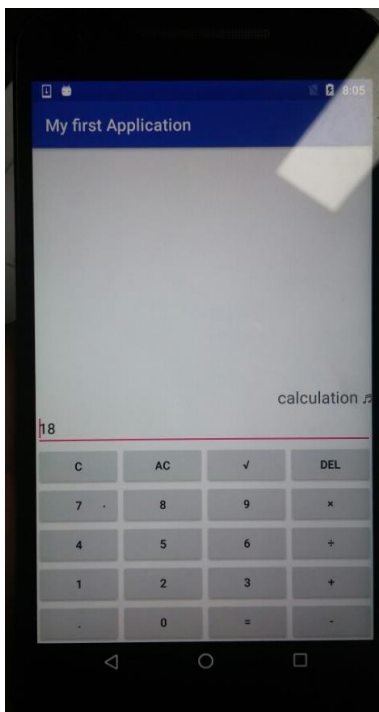 8:05
My first Application
calculation ♬
18
C AC √ DEL
7 8 9 ×
4 5 6 ÷
1 2 3 +
. 0 = -